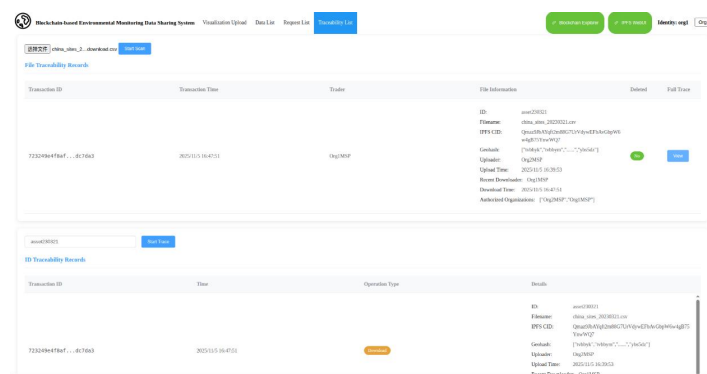 Blockchain-based Environmental Monitoring Data Sharing System Visualization Upload Data List Request List Traceability List Blockchain Explorer IPFS WebUI Identity: org1 Org
选择文件 china_sites_2...download.csv Start Scan
File Traceability Records
Transaction ID Transaction Time Trader File Information Deleted Full Trace
ID: asset230321
Filename: china_sites_20230321.csv
IPFS CID:
Geohash:
Uploader: Org2MSP
723249e4f8ef...dc7da3 2025/11/5 16:47:51 Org1MSP No View
Upload Time: 2025/11/5 16:39:53
Recent Downloader: Org1MSP
Download Time: 2025/11/5 16:47:51
Authorized Organizations: ["Org2MSP","Org1MSP"]
asset230321 Start Trace
ID Traceability Records
Transaction ID Time Operation Type Details
ID: asset230321
Filename: china_sites_20230321.csv
IPFS CID:
723249e4f8ef...dc7da3 2025/11/5 16:47:51 Download
Geohash:
Uploader: Org2MSP
Upload Time: 2025/11/5 16:39:53